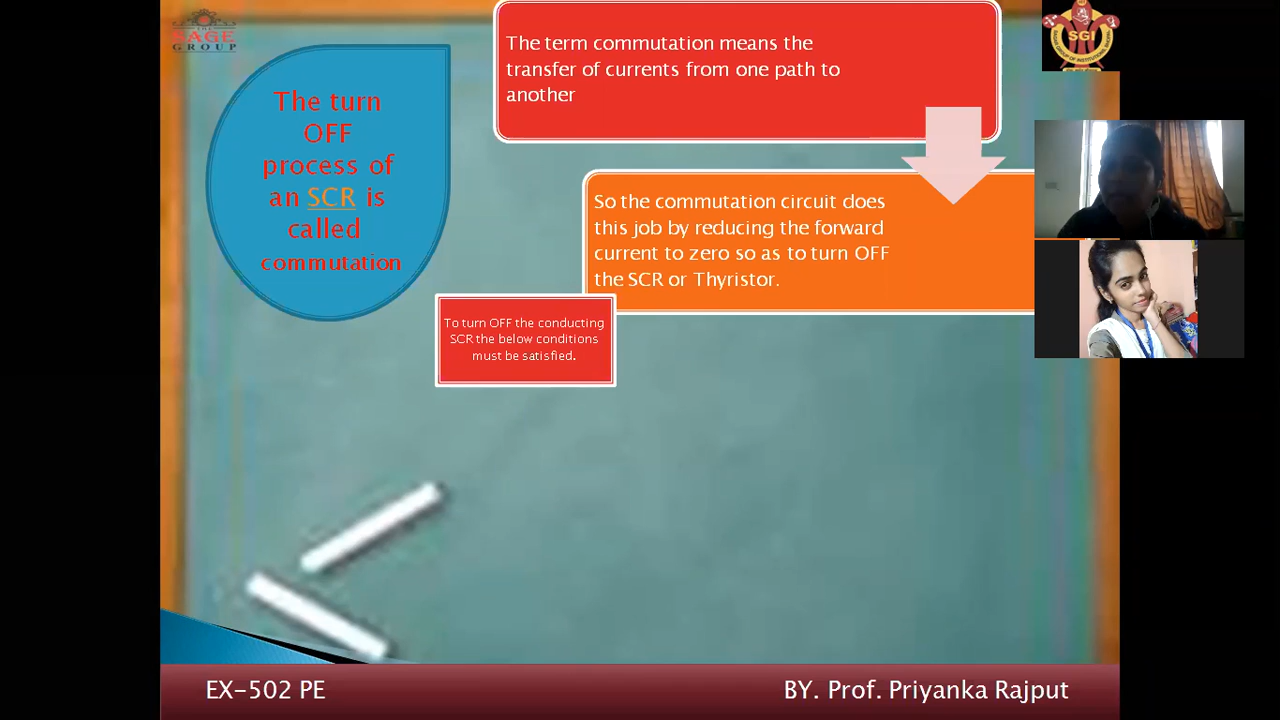 THE
SAGE
GROUP
SGI
The turn
OFF
process of
an SCR is
called
commutation
The term commutation means the
transfer of currents from one path to
another
So the commutation circuit does
this job by reducing the forward
current to zero so as to turn OFF
the SCR or Thyristor.
To turn OFF the conducting
SCR the below conditions
must be satisfied.
EX-502 PE
BY. Prof. Priyanka Rajput